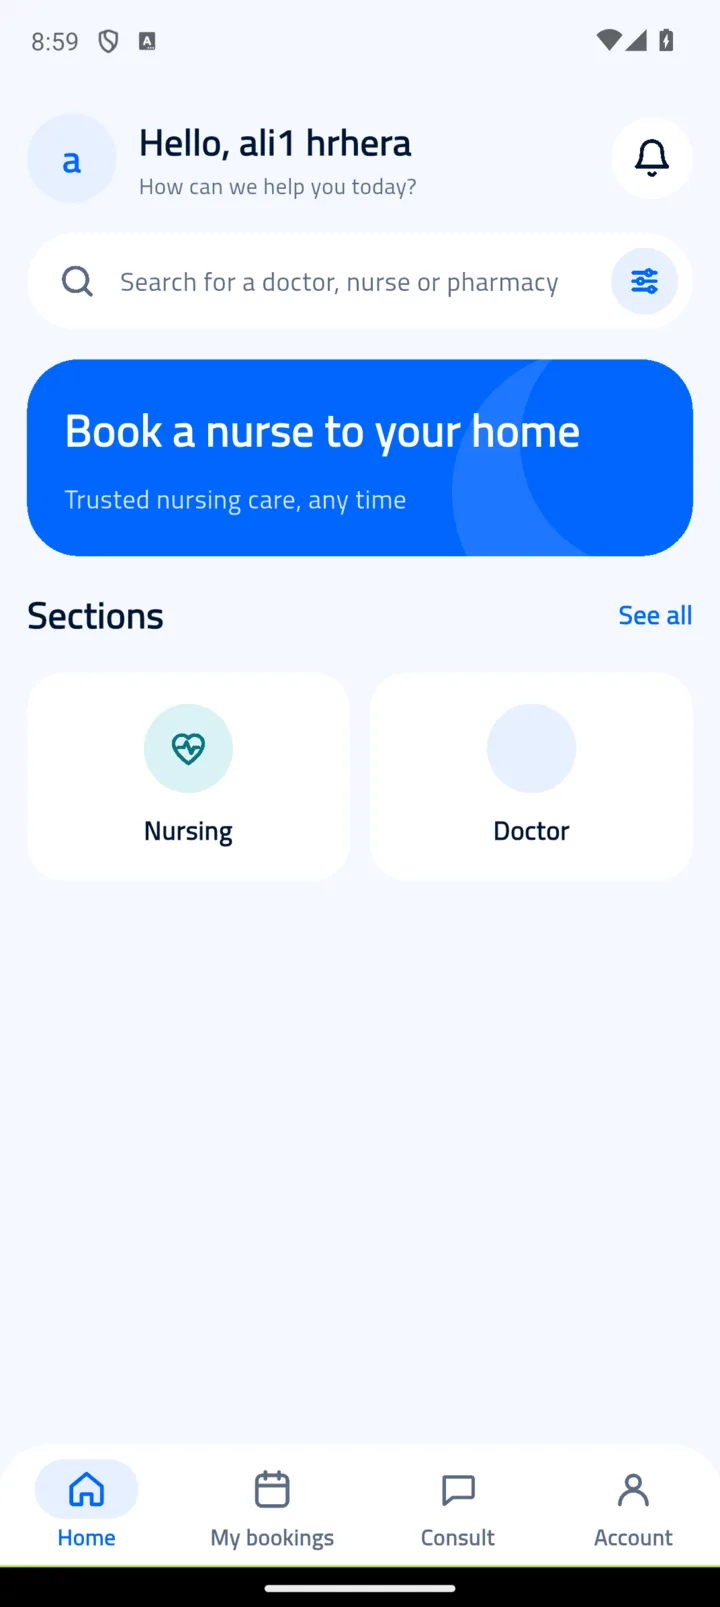 8:59
a
Hello, ali1 hrhera
How can we help you today?
Search for a doctor, nurse or pharmacy
Book a nurse to your home
Trusted nursing care, any time
Sections
See all
Nursing
Doctor
Home
My bookings
Consult
Account